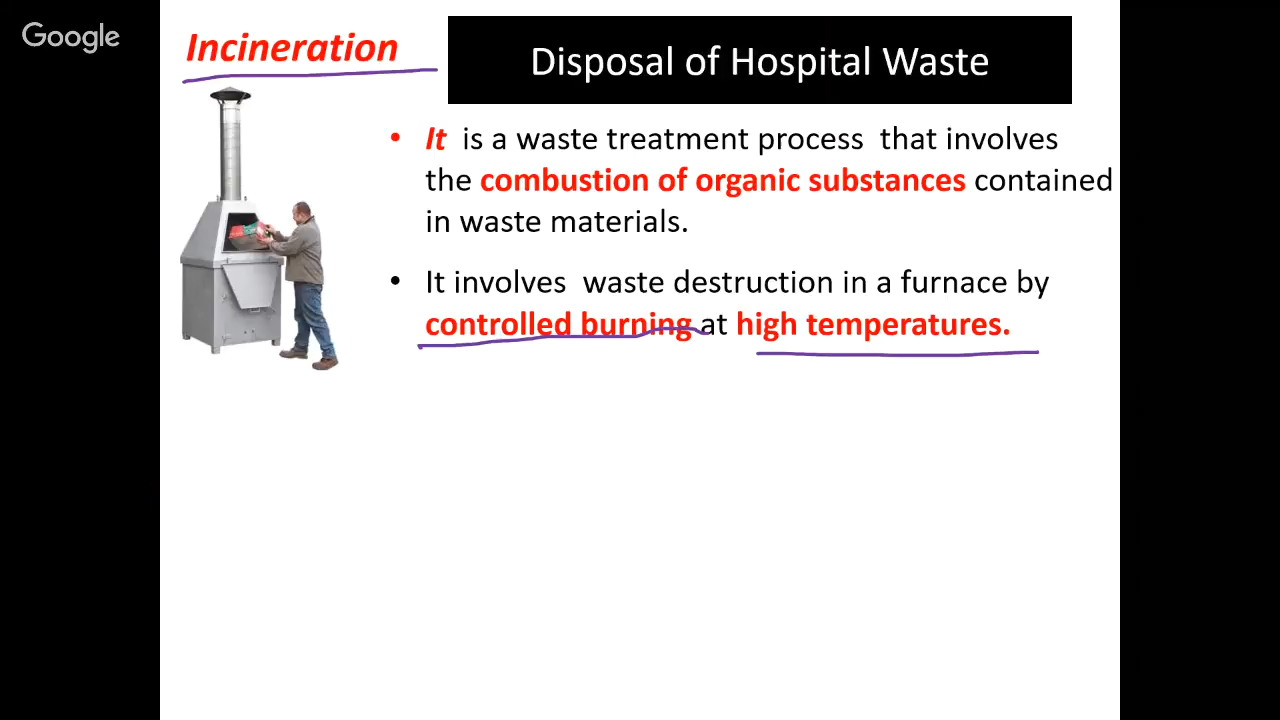 Google
Incineration
Disposal of Hospital Waste
• It is a waste treatment process that involves
the combustion of organic substances contained
in waste materials.
• It involves waste destruction in a furnace by
controlled burning at high temperatures.